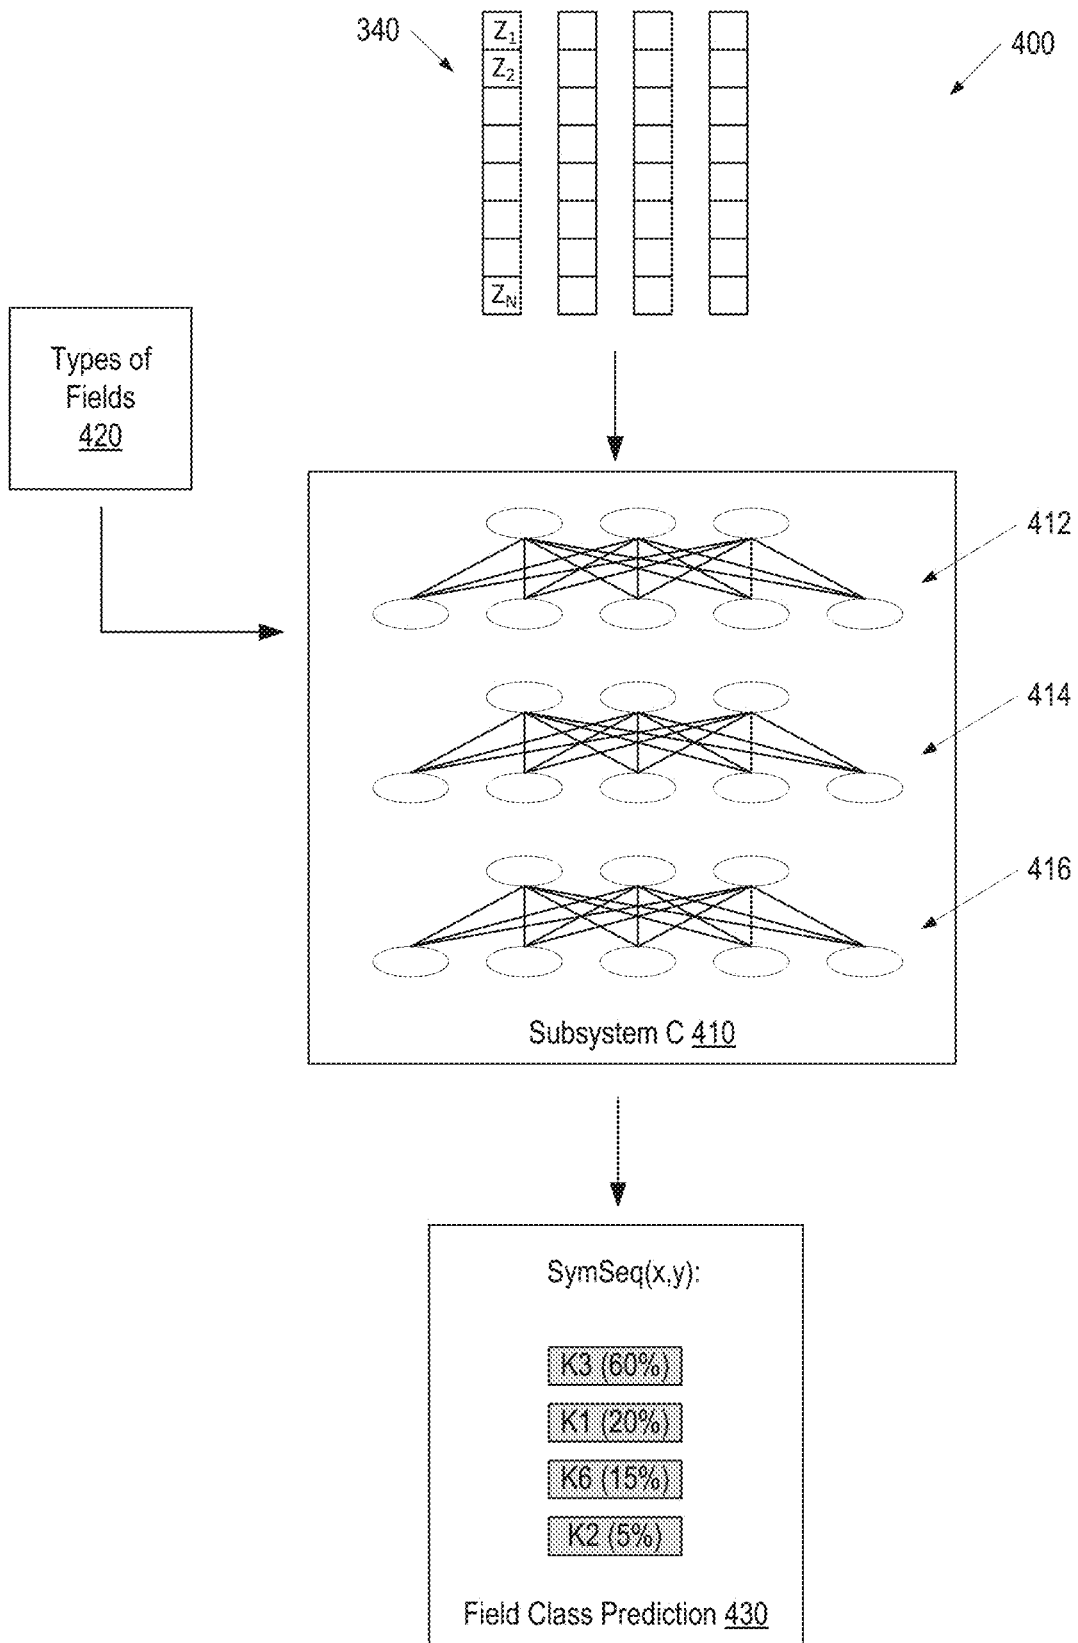 340
Z1
Z2
ZN
400
Types of
Fields
420
412
414
416
Subsystem C 410
SymSeq(x,y):
K3 (60%)
K1 (20%)
K6 (15%)
K2 (5%)
Field Class Prediction 430